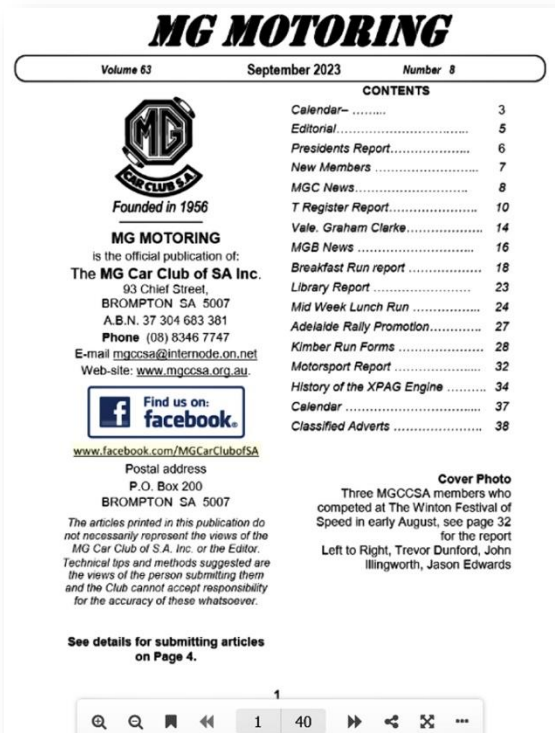 MG MOTORING
Volume 63 September 2023 Number 8
MG
CAR CLUB S.A.
Founded in 1956
MG MOTORING
is the official publication of:
The MG Car Club of SA Inc.
93 Chief Street,
BROMPTON SA 5007
A.B.N. 37 304 683 381
Phone (08) 8346 7747
E-mail mgccsa@internode.on.net
Web-site: www.mgccsa.org.au.
Find us on:
facebook®
www.facebook.com/MGCarClubofSA
Postal address
P.O. Box 200
BROMPTON SA 5007
The articles printed in this publication do
not necessarily represent the views of the
MG Car Club of S.A. Inc. or the Editor.
Technical tips and methods suggested are
the views of the person submitting them
and the Club cannot accept responsibility
for the accuracy of these whatsoever.
See details for submitting articles
on Page 4.
CONTENTS
Calendar– ......... 3
Editorial................................. 5
Presidents Report.................... 6
New Members .......................... 7
MGC News............................ 8
T Register Report...................... 10
Vale. Graham Clarke.................. 14
MGB News ............................. 16
Breakfast Run report .................. 18
Library Report ........................ 23
Mid Week Lunch Run ................. 24
Adelaide Rally Promotion............. 27
Kimber Run Forms .................... 28
Motorsport Report .................... 32
History of the XPAG Engine .......... 34
Calendar .................................. 37
Classified Adverts ...................... 38
Cover Photo
Three MGCCSA members who
competed at The Winton Festival of
Speed in early August, see page 32
for the report
Left to Right, Trevor Dunford, John
Illingworth, Jason Edwards
1
1 40